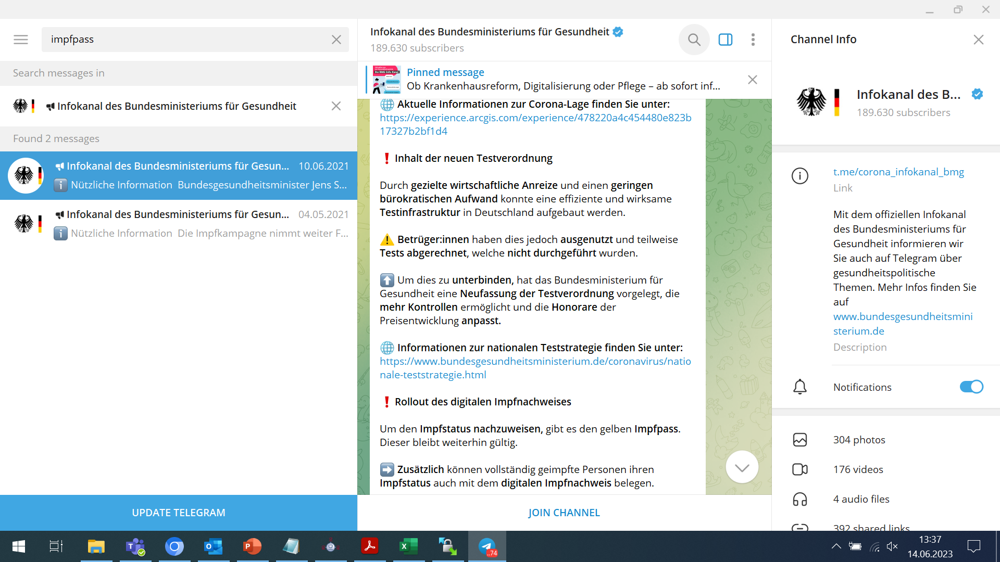 impfpass
Search messages in
Infokanal des Bundesministeriums für Gesundheit
Found 2 messages
Infokanal des Bundesministeriums für Gesun... 10.06.2021
Nützliche Information Bundesgesundheitsminister Jens S...
Infokanal des Bundesministeriums für Gesun... 04.05.2021
Nützliche Information Die Impfkampagne nimmt weiter F...
UPDATE TELEGRAM
Infokanal des Bundesministeriums für Gesundheit
189.630 subscribers
Pinned message
Ob Krankenhausreform, Digitalisierung oder Pflege – ab sofort inf...
Aktuelle Informationen zur Corona-Lage finden Sie unter:
https://experience.arcgis.com/experience/478220a4c454480e823b
17327b2bf1d4
Inhalt der neuen Testverordnung
Durch gezielte wirtschaftliche Anreize und einen geringen
bürokratischen Aufwand konnte eine effiziente und wirksame
Testinfrastruktur in Deutschland aufgebaut werden.
Betrüger:innen haben dies jedoch ausgenutzt und teilweise
Tests abgerechnet, welche nicht durchgeführt wurden.
Um dies zu unterbinden, hat das Bundesministerium für
Gesundheit eine Neufassung der Testverordnung vorgelegt, die
mehr Kontrollen ermöglicht und die Honorare der
Preisentwicklung anpasst.
Informationen zur nationalen Teststrategie finden Sie unter:
https://www.bundesgesundheitsministerium.de/coronavirus/natio
nale-teststrategie.html
Rollout des digitalen Impfnachweises
Um den Impfstatus nachzuweisen, gibt es den gelben Impfpass.
Dieser bleibt weiterhin gültig.
Zusätzlich können vollständig geimpfte Personen ihren
Impfstatus auch mit dem digitalen Impfnachweis belegen.
JOIN CHANNEL
Channel Info
Infokanal des B...
189.630 subscribers
t.me/corona_infokanal_bmg
Link
Mit dem offiziellen Infokanal
des Bundesministeriums für
Gesundheit informieren wir
Sie auch auf Telegram über
gesundheitspolitische
Themen. Mehr Infos finden Sie
auf
www.bundesgesundheitsmini
sterium.de
Description
Notifications
304 photos
176 videos
4 audio files
392 shared links
..74
13:37
14.06.2023